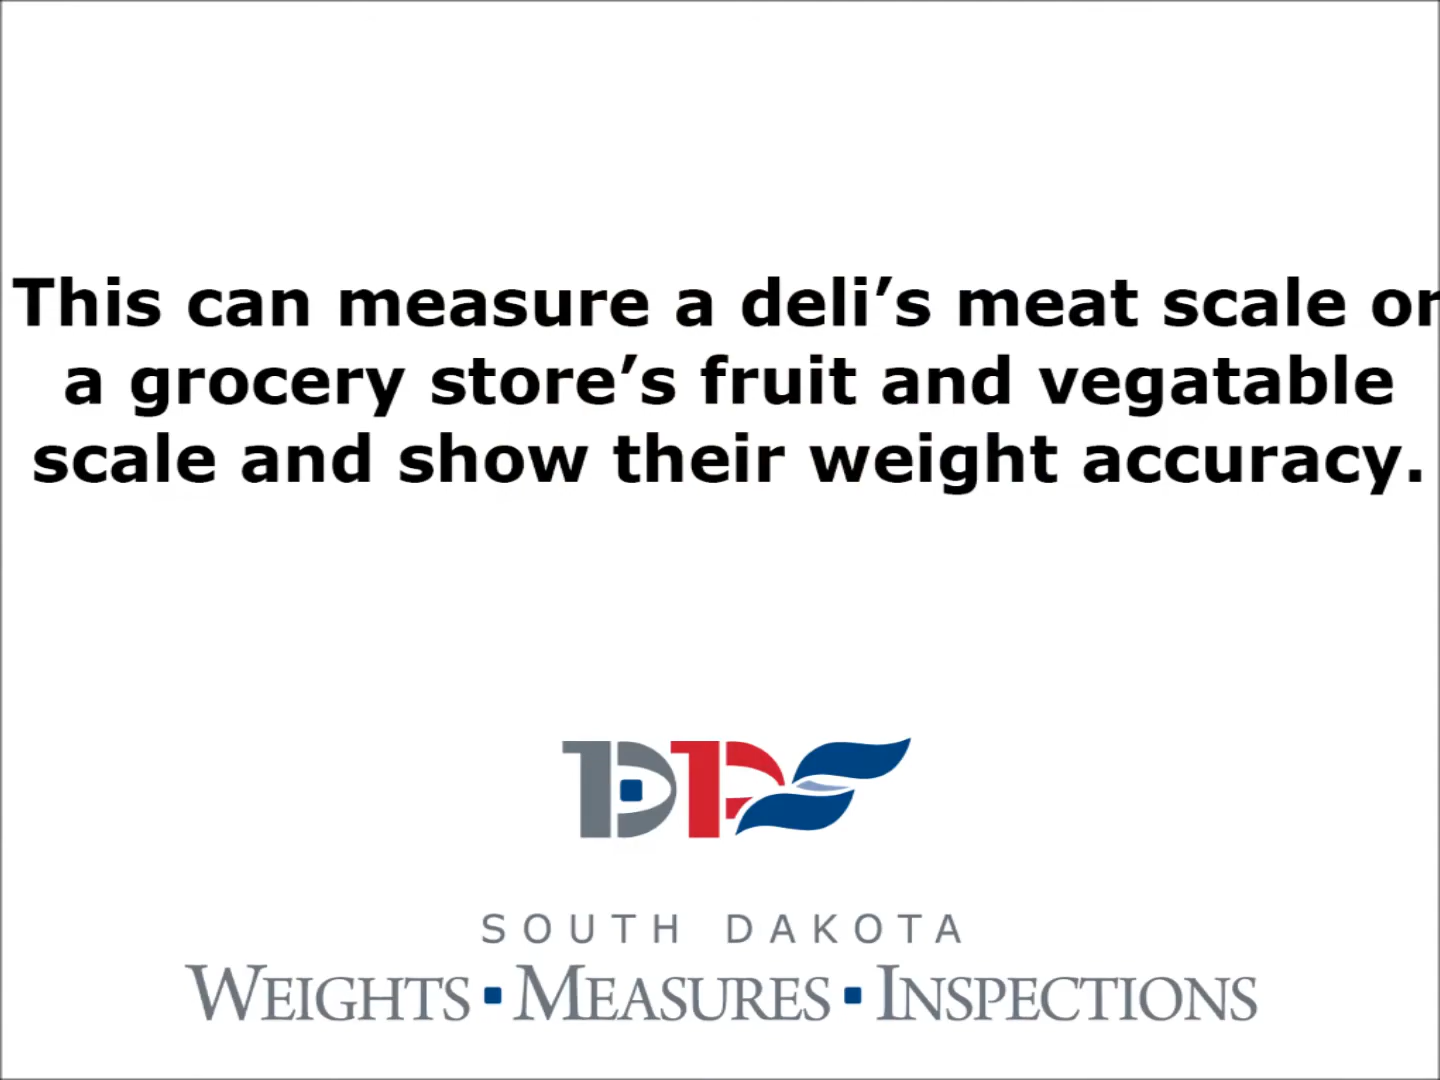 This can measure a deli’s meat scale or
a grocery store’s fruit and vegatable
scale and show their weight accuracy.
DPS
SOUTH DAKOTA
WEIGHTS ▪ MEASURES ▪ INSPECTIONS